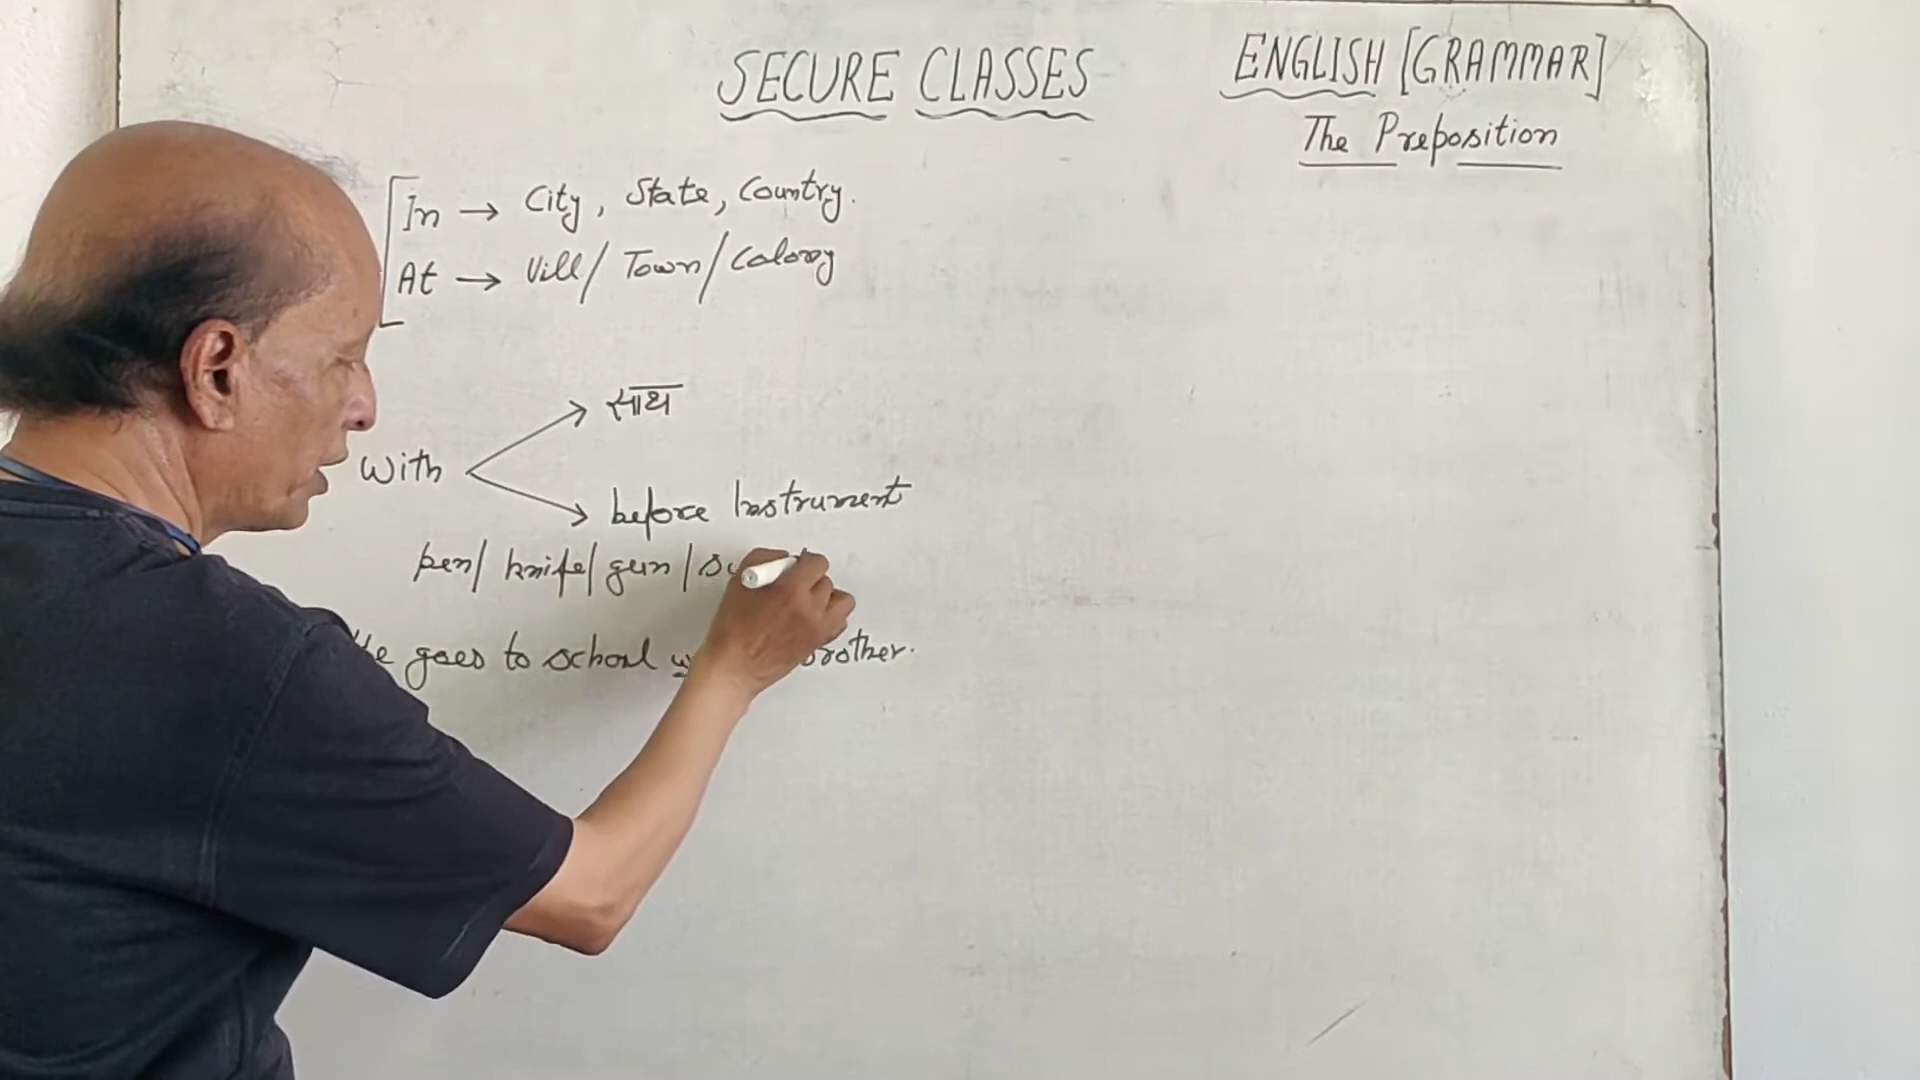 SECURE CLASSES
ENGLISH [GRAMMAR]
The Preposition
In → City, State, Country.
At → Vill/ Town/ Colony
With
→ साथ
→ before Instrument
pen/ knife/ gun/
goes to school brother.